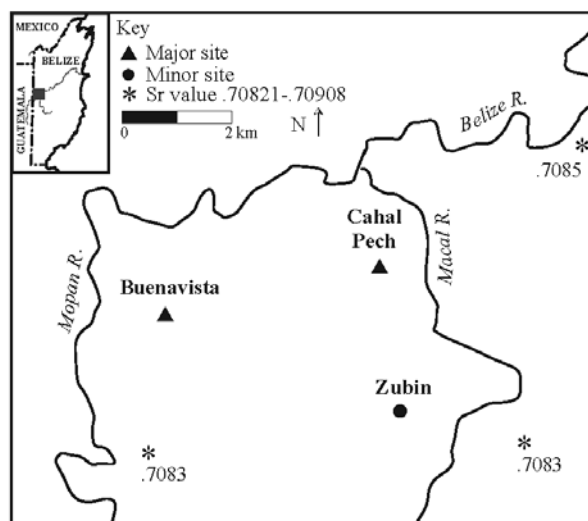 MEXICO
BELIZE
GUATEMALA
Key
▲ Major site
● Minor site
* Sr value .70821-.70908
0 2 km
N ↑
Belize R.
*
.7085
Cahal
Pech
Macal R.
Mopan R.
Buenavista
Zubin
*
.7083
*
.7083